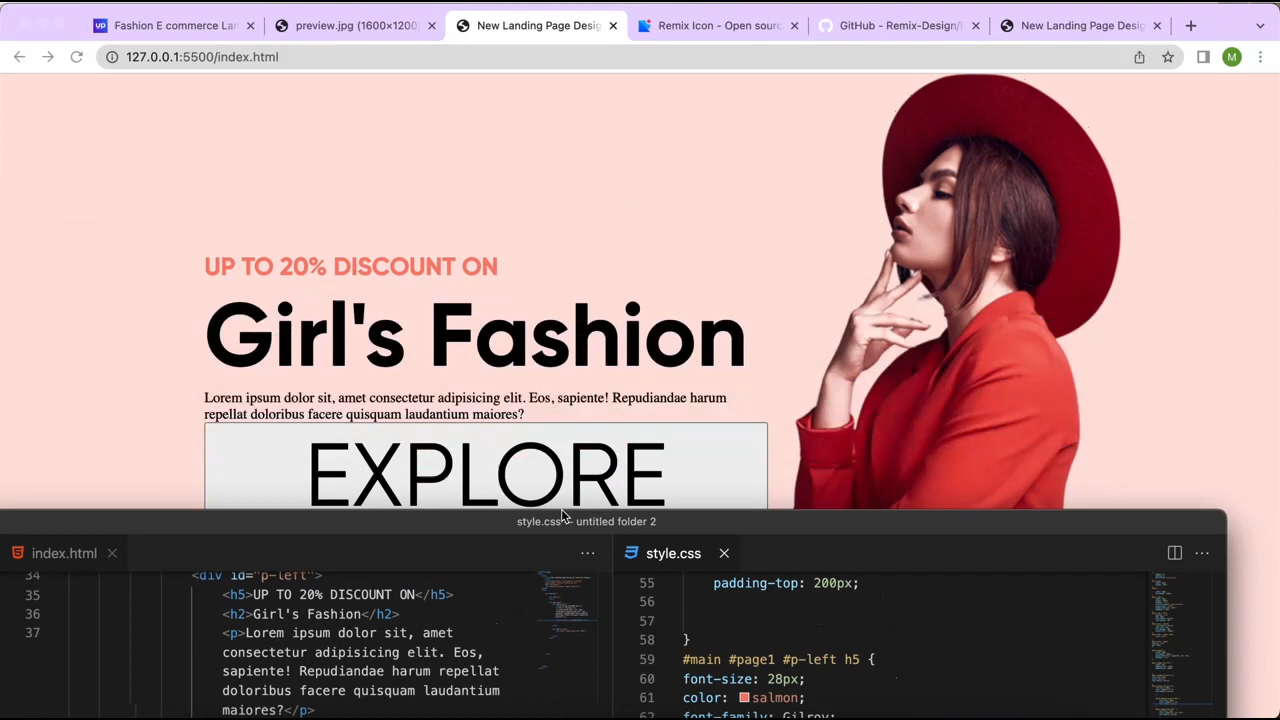 up Fashion E commerce Lan
preview.jpg (1600×1200)
New Landing Page Desig
Remix Icon - Open sourc
GitHub - Remix-Design/
New Landing Page Desig
127.0.0.1:5500/index.html
M
UP TO 20% DISCOUNT ON
Girl's Fashion
Lorem ipsum dolor sit, amet consectetur adipisicing elit. Eos, sapiente! Repudiandae harum
repellat doloribus facere quisquam laudantium maiores?
EXPLORE
style.css — untitled folder 2
index.html
style.css
34 <div id="p-left">
35 <h5>UP TO 20% DISCOUNT ON</h5>
36 <h2>Girl's Fashion</h2>
37 <p>Lorem ipsum dolor sit, amet
consectetur adipisicing elit. Eos,
sapiente! Repudiandae harum repellat
doloribus facere quisquam laudantium
maiores?</p>
55 padding-top: 200px;
56
57
58 }
59 #main #page1 #p-left h5 {
60 font-size: 28px;
61 color: salmon;
62 font-family: Gilroy;